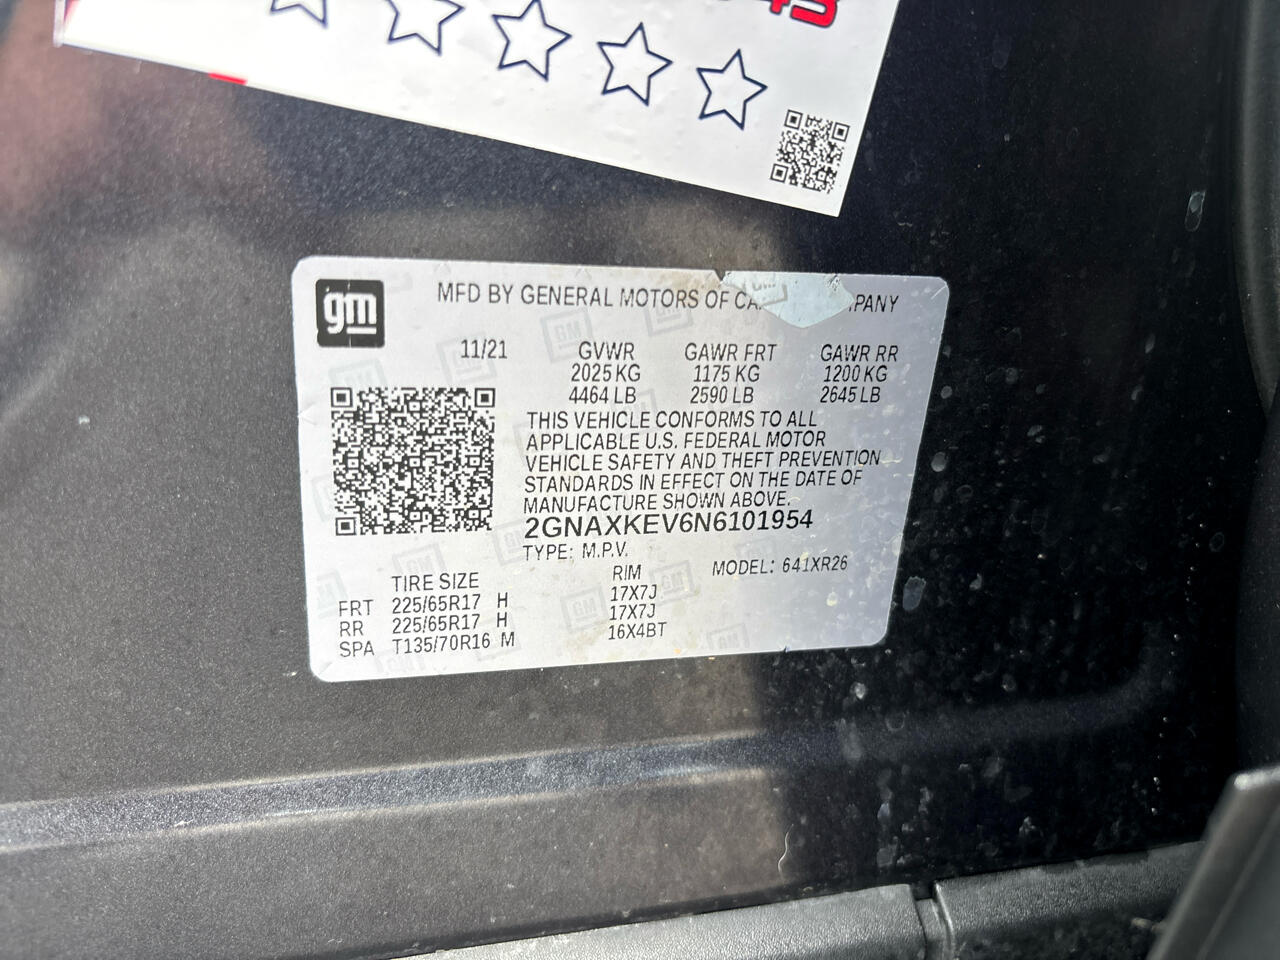 gm
MFD BY GENERAL MOTORS OF
11/21 GVWR GAWR FRT GAWR RR
2025 KG 1175 KG 1200 KG
4464 LB 2590 LB 2645 LB
THIS VEHICLE CONFORMS TO ALL
APPLICABLE U.S. FEDERAL MOTOR
VEHICLE SAFETY AND THEFT PREVENTION
STANDARDS IN EFFECT ON THE DATE OF
MANUFACTURE SHOWN ABOVE.
2GNAXKEV6N6101954
TYPE: M.P.V. MODEL: 641XR26
TIRE SIZE RIM
FRT 225/65R17 H 17X7J
RR 225/65R17 H 17X7J
SPA T135/70R16 M 16X4BT